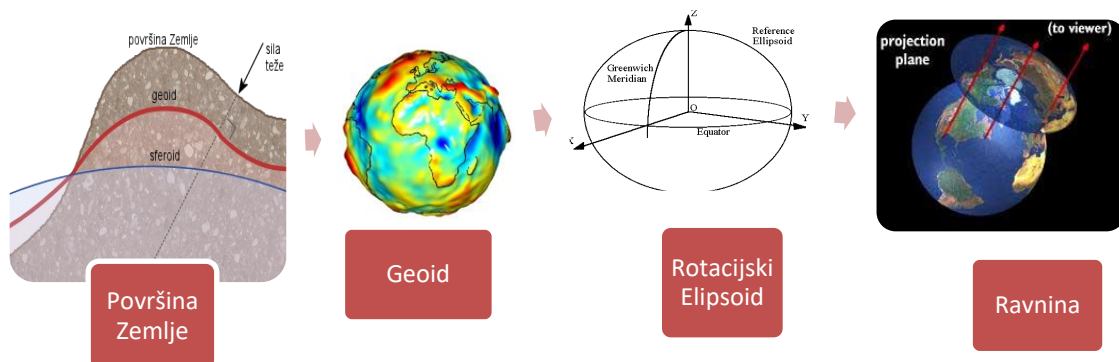 površina Zemlje
sila
teže
geoid
sferoid
Površina
Zemlje
Geoid
Z
Reference
Ellipsoid
Greenwich
Meridian
O
Equator
X
Y
Rotacijski
Elipsoid
projection
plane
(to viewer)
Ravnina